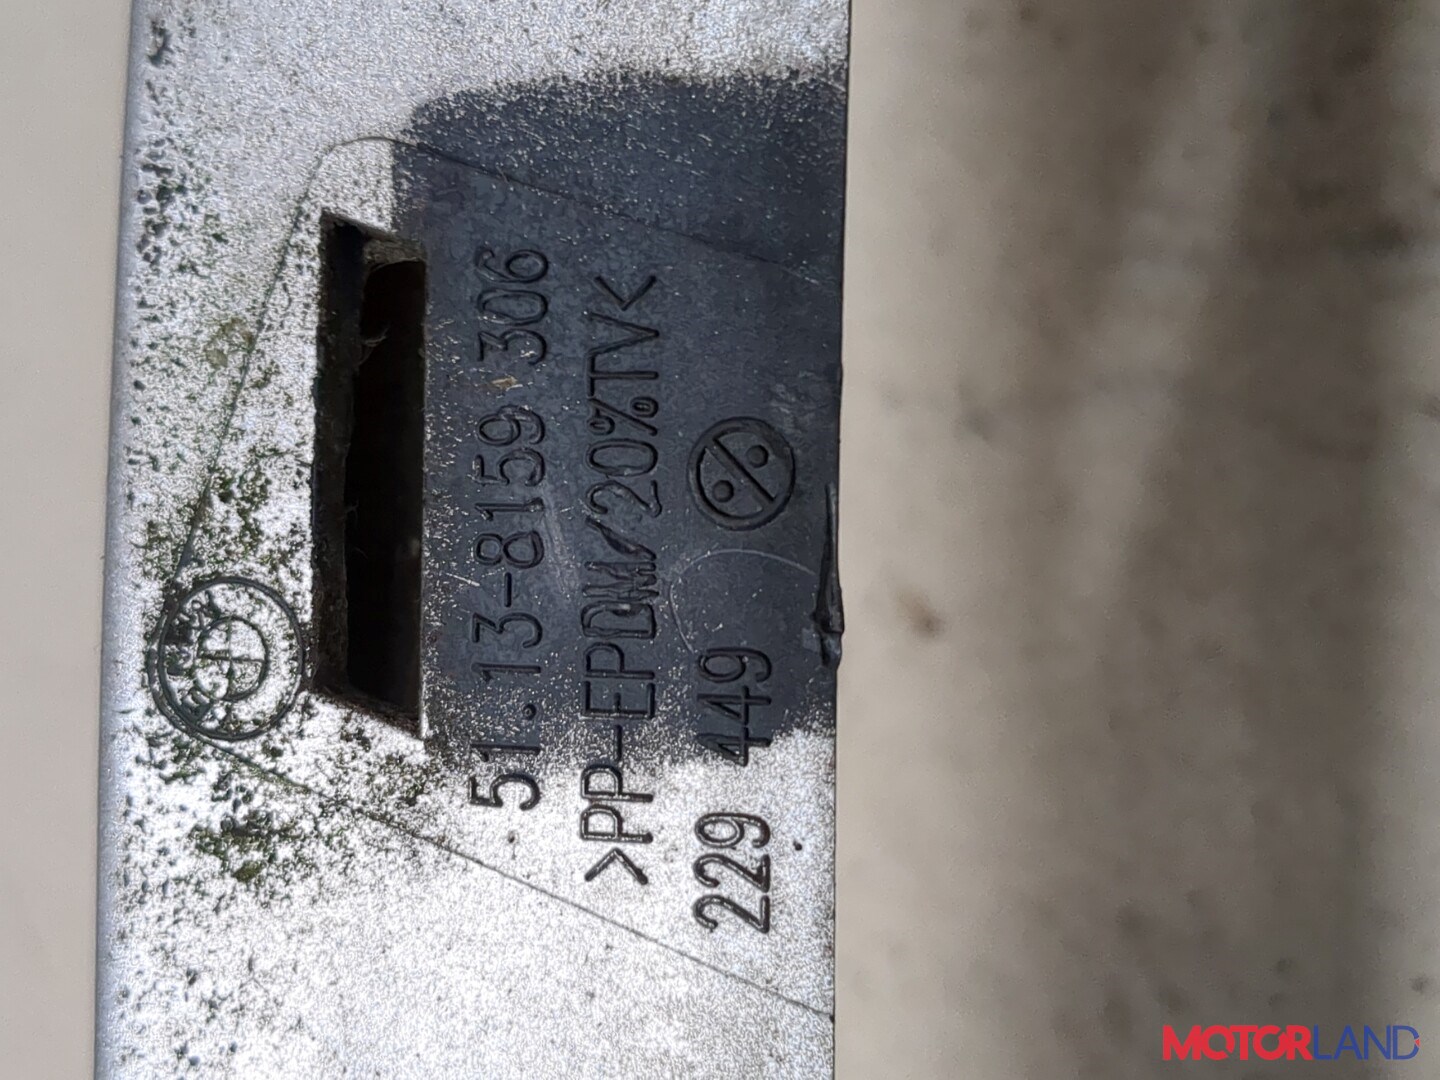 51.13-8159 306
>PP-EPDM/20%TV<
229 449
MOTORLAND